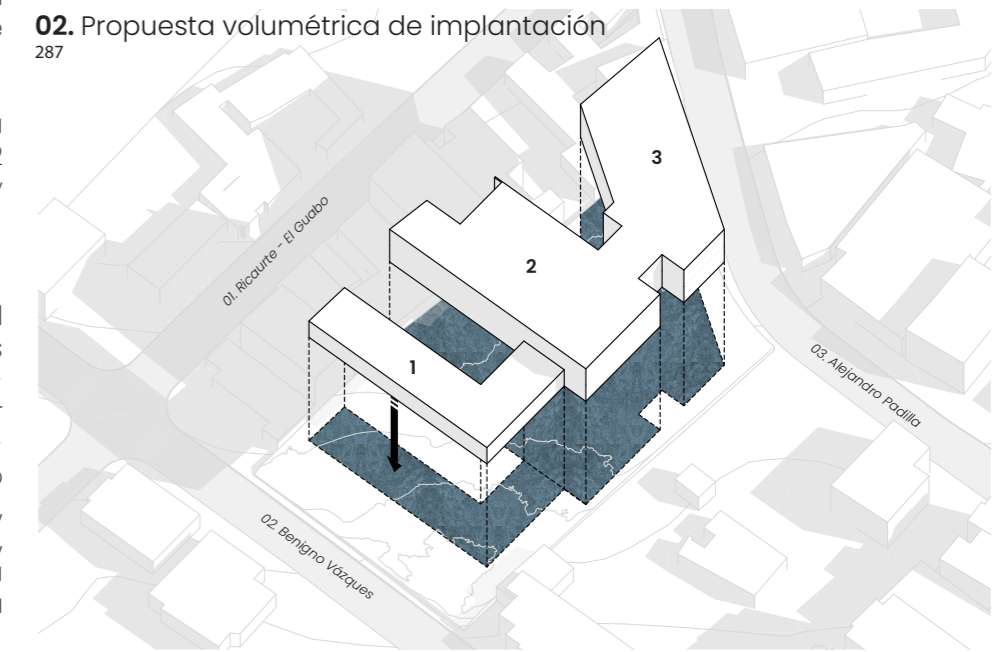 02. Propuesta volumétrica de implantación
287
3
2
1
01. Ricaurte - El Guabo
02. Benigno Vázques
03. Alejandro Padilla